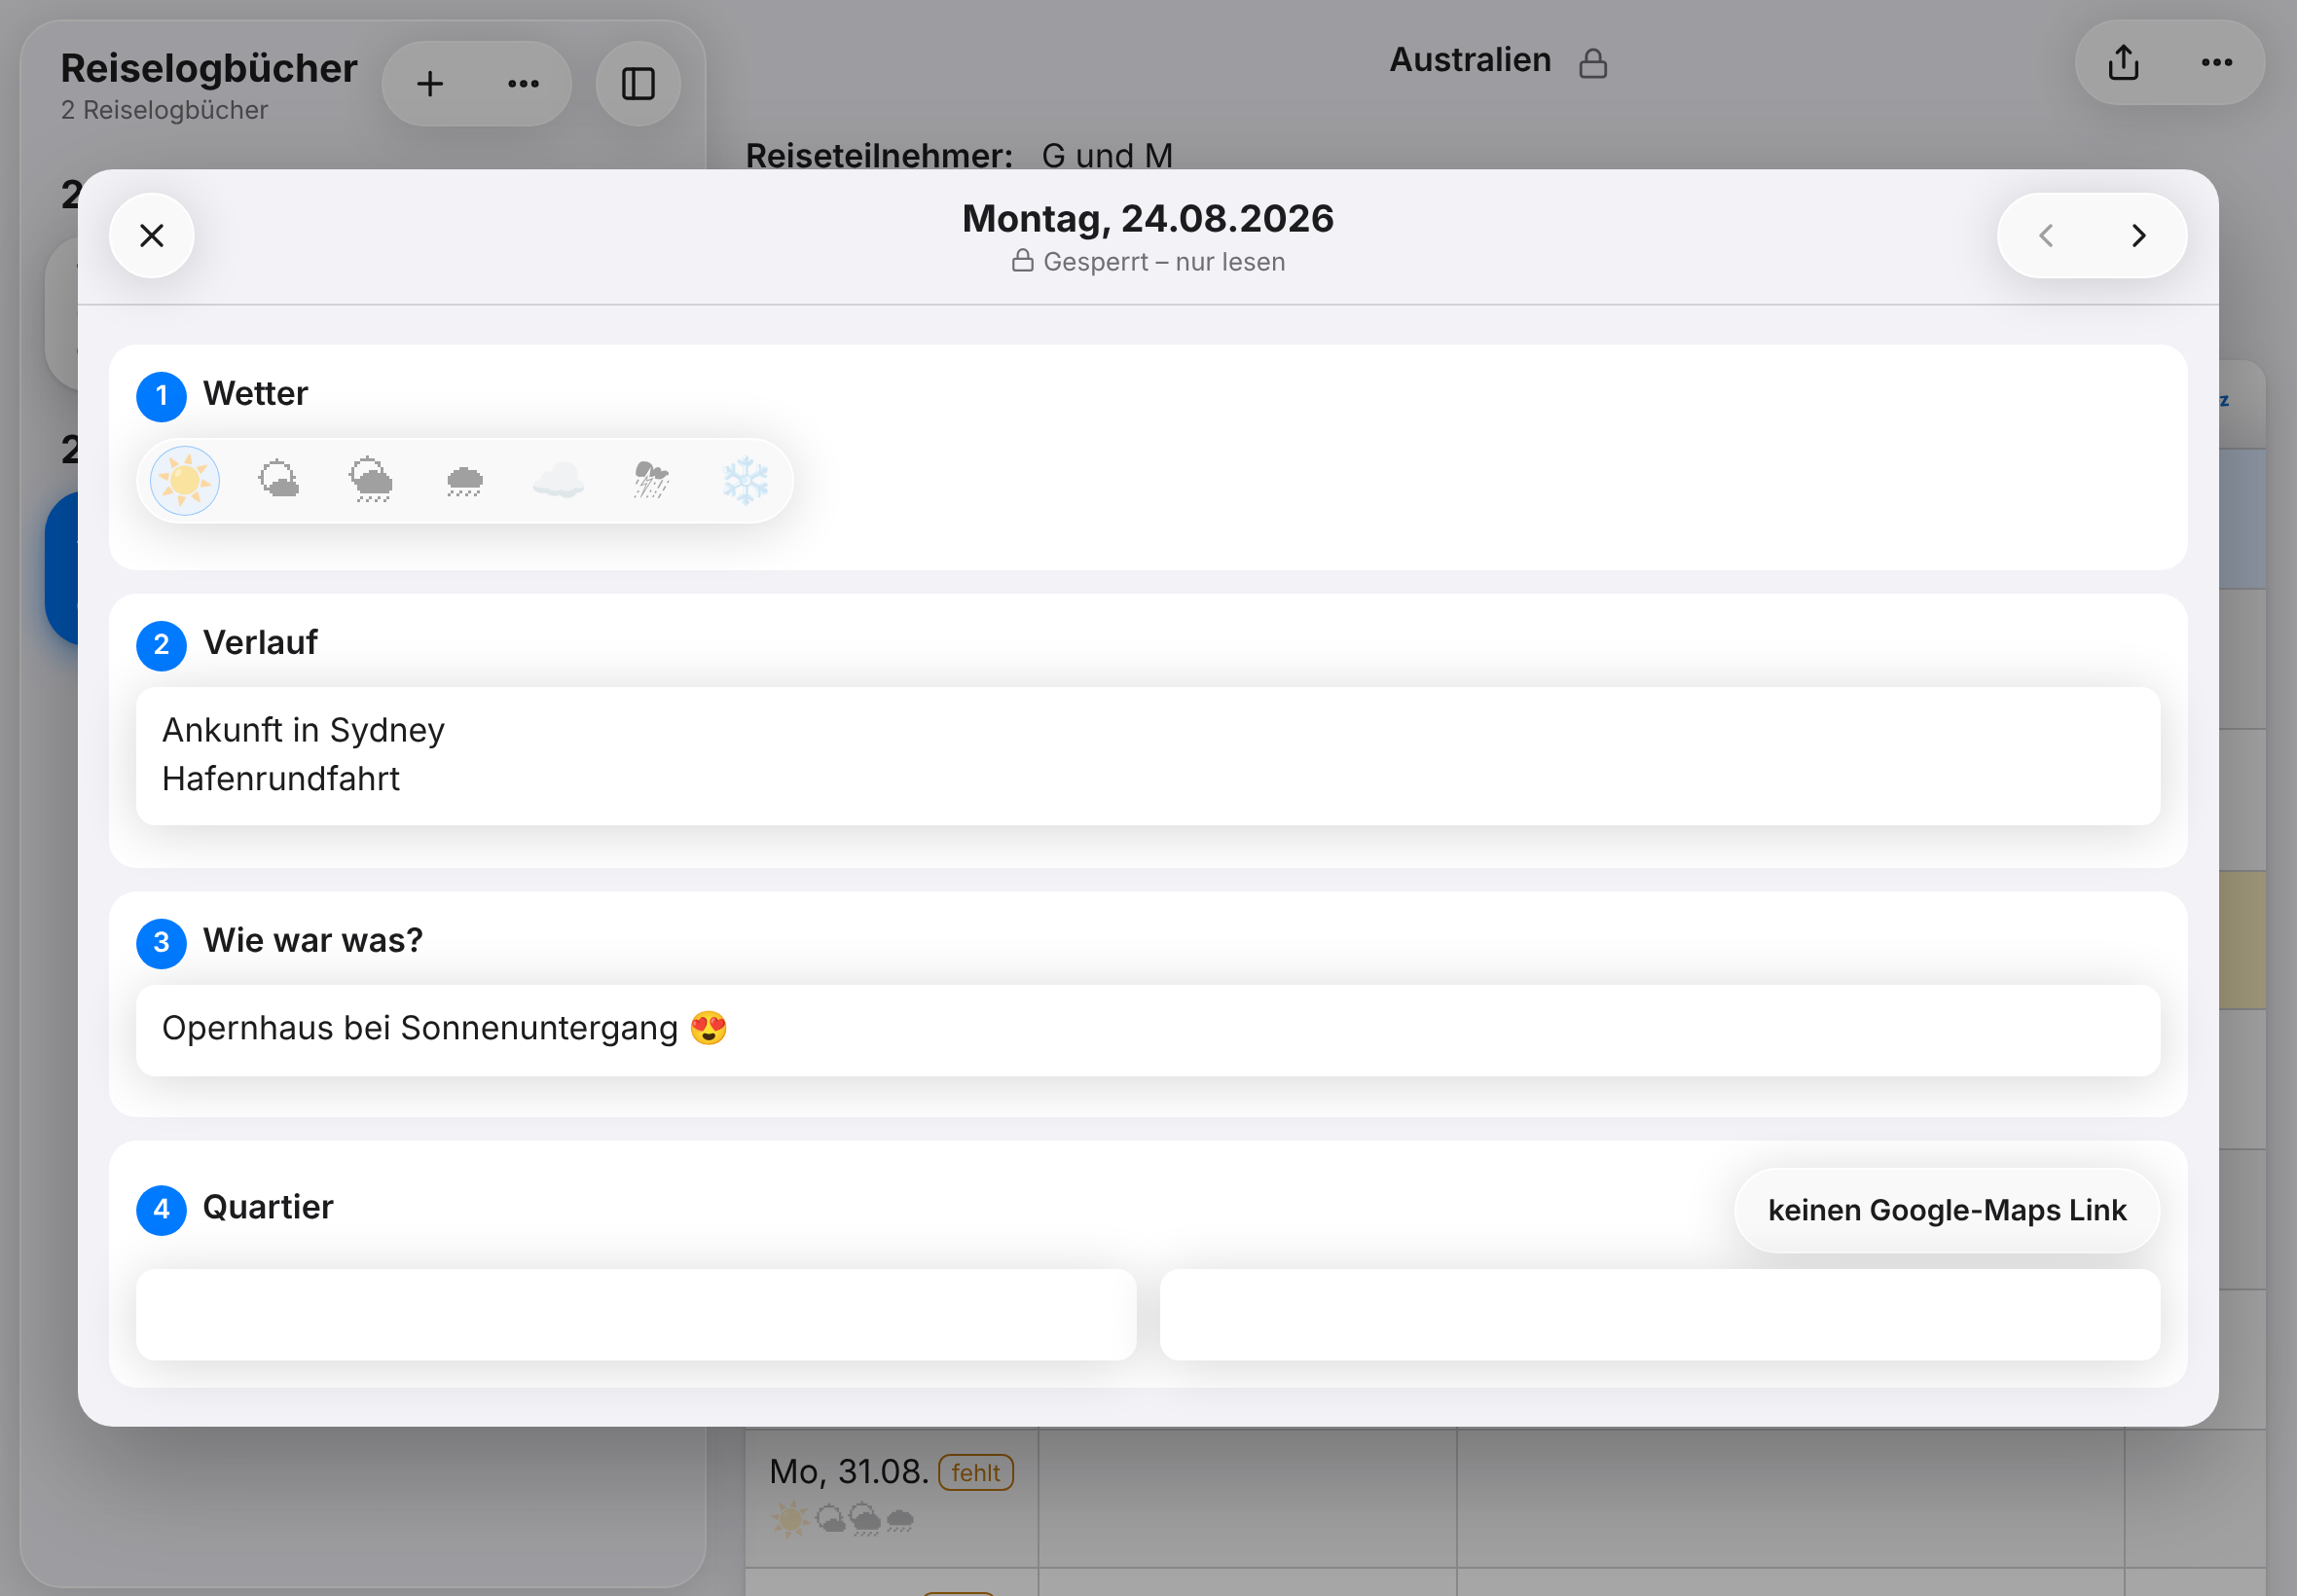 Reiselogbücher
2 Reiselogbücher
Australien
Reiseteilnehmer: G und M
Montag, 24.08.2026
Gesperrt – nur lesen
1 Wetter
2 Verlauf
Ankunft in Sydney
Hafenrundfahrt
3 Wie war was?
Opernhaus bei Sonnenuntergang 😍
4 Quartier
keinen Google-Maps Link
Mo, 31.08. fehlt